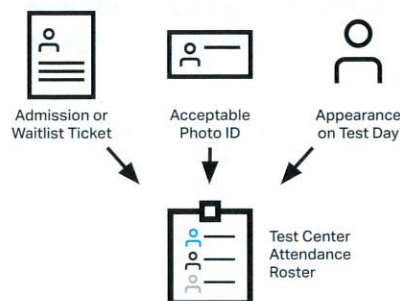 Admission or
Waitlist Ticket
Acceptable
Photo ID
Appearance
on Test Day
Test Center
Attendance
Roster